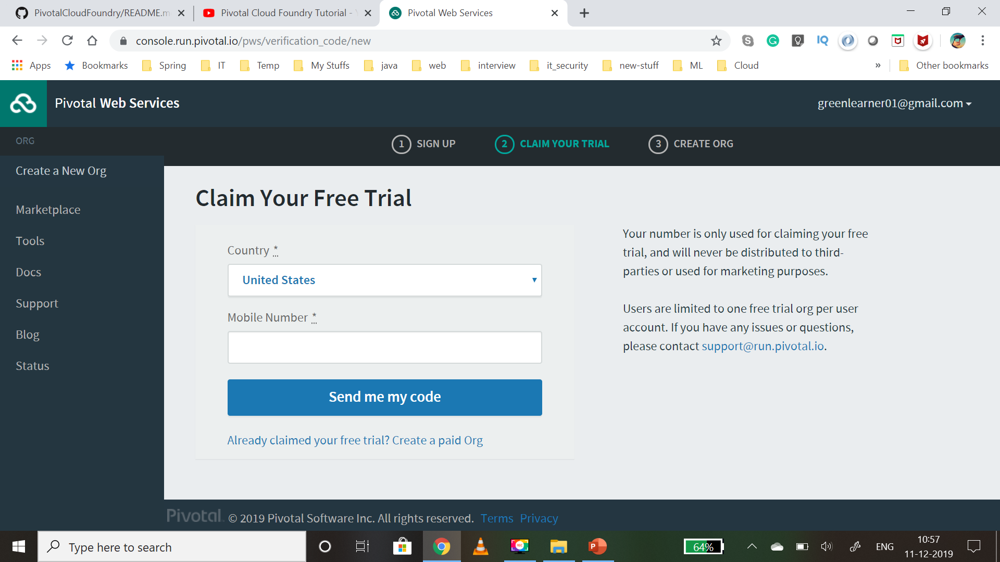 PivotalCloudFoundry/README.m
Pivotal Cloud Foundry Tutorial -
Pivotal Web Services
console.run.pivotal.io/pws/verification_code/new
Apps
Bookmarks
Spring
IT
Temp
My Stuffs
java
web
interview
it_security
new-stuff
ML
Cloud
»
Other bookmarks
Pivotal Web Services
greenlearner01@gmail.com
ORG
1 SIGN UP
2 CLAIM YOUR TRIAL
3 CREATE ORG
Create a New Org
Marketplace
Tools
Docs
Support
Blog
Status
Claim Your Free Trial
Country *
United States
Mobile Number *
Send me my code
Already claimed your free trial? Create a paid Org
Your number is only used for claiming your free
trial, and will never be distributed to third-
parties or used for marketing purposes.
Users are limited to one free trial org per user
account. If you have any issues or questions,
please contact support@run.pivotal.io.
Pivotal. © 2019 Pivotal Software Inc. All rights reserved. Terms Privacy
Type here to search
64%
ENG
10:57
11-12-2019